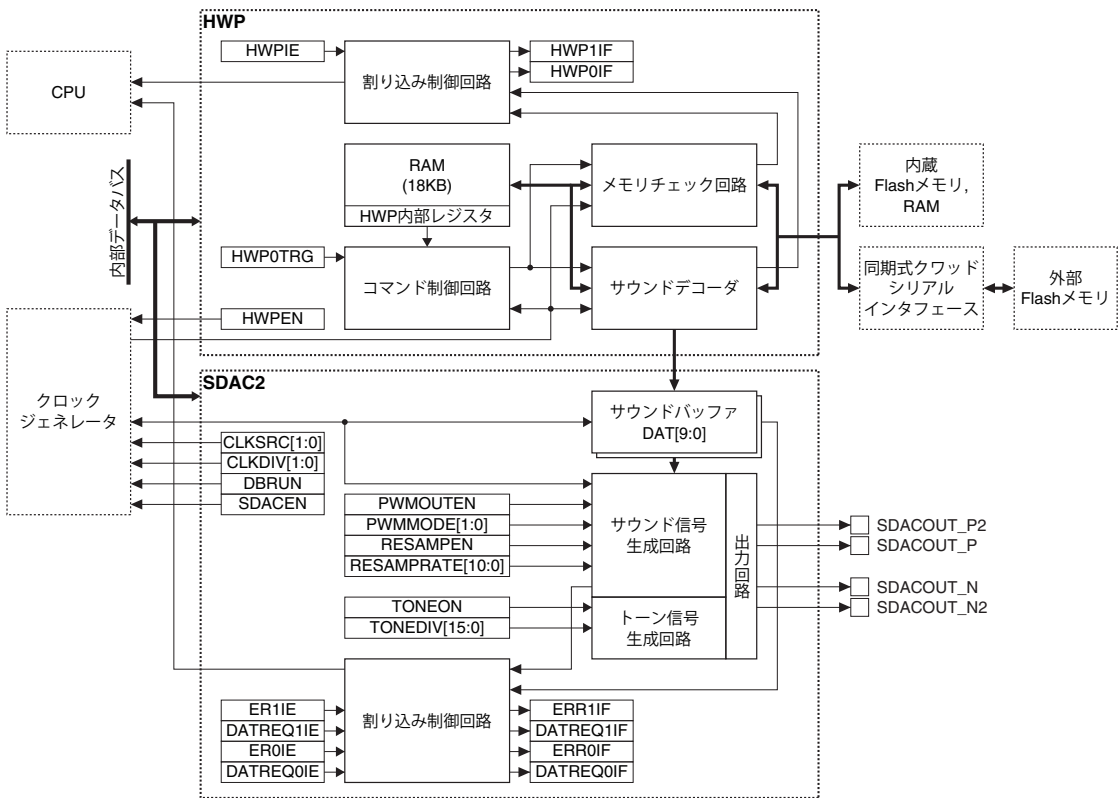 HWP
HWPIE
割り込み制御回路
HWP1IF
HWP0IF
CPU
RAM
(18KB)
HWP内部レジスタ
メモリチェック回路
内蔵
Flashメモリ,
RAM
内部データバス
HWP0TRG
コマンド制御回路
サウンドデコーダ
同期式クワッド
シリアル
インタフェース
外部
Flashメモリ
HWPEN
クロック
ジェネレータ
SDAC2
サウンドバッファ
DAT[9:0]
CLKSRC[1:0]
CLKDIV[1:0]
DBRUN
SDACEN
PWMOUTEN
PWMMODE[1:0]
RESAMPEN
RESAMPRATE[10:0]
サウンド信号
生成回路
出力回路
SDACOUT_P2
SDACOUT_P
SDACOUT_N
SDACOUT_N2
TONEON
TONEDIV[15:0]
トーン信号
生成回路
ER1IE
DATREQ1IE
ER0IE
DATREQ0IE
割り込み制御回路
ERR1IF
DATREQ1IF
ERR0IF
DATREQ0IF